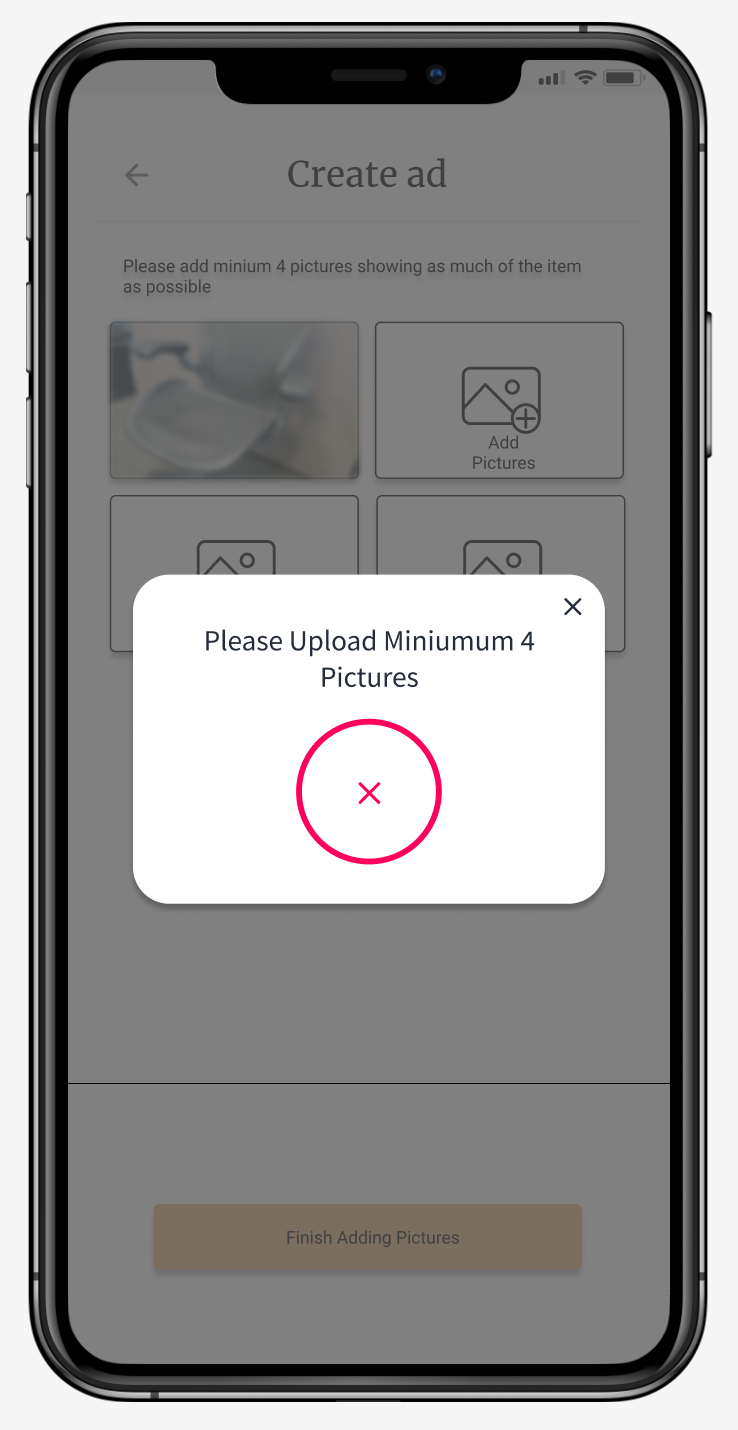 Create ad
Please add minium 4 pictures showing as much of the item
as possible
Add
Pictures
Please Upload Miniumum 4
Pictures
Finish Adding Pictures